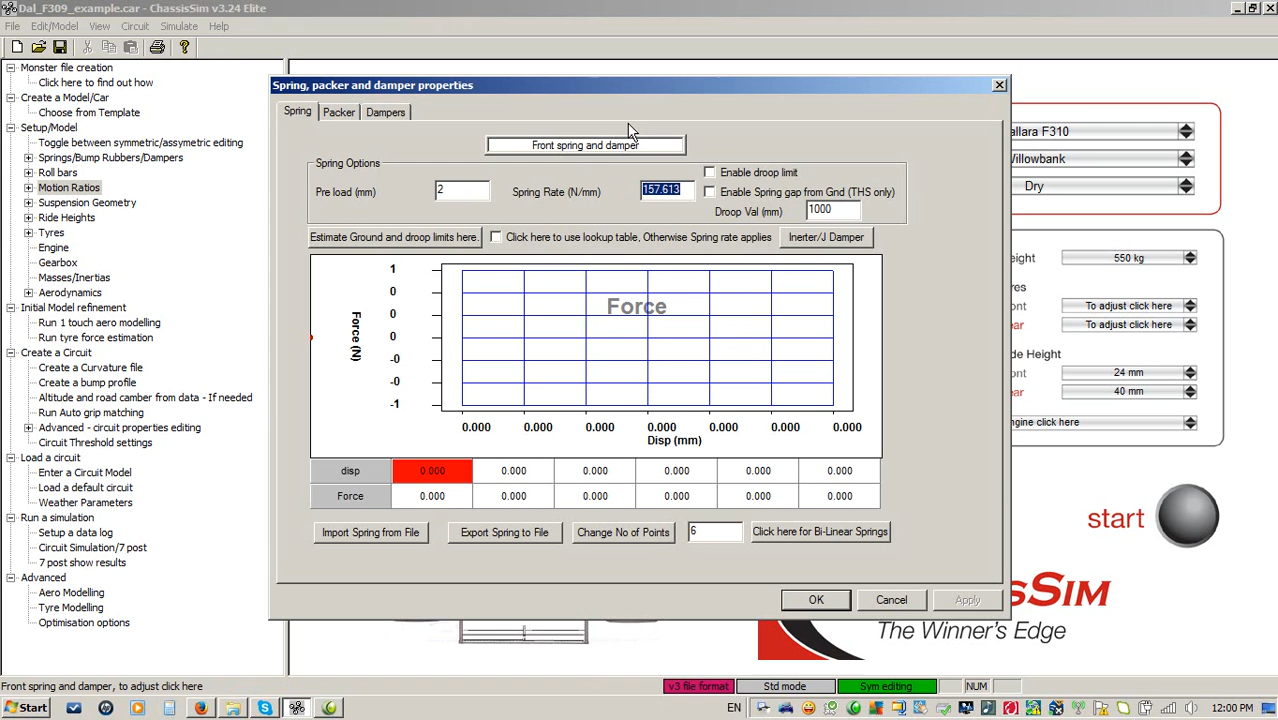 Dal_F309_example.car - ChassisSim v3.24 Elite
File Edit/Model View Circuit Simulate Help
Monster file creation
Click here to find out how
Create a Model/Car
Choose from Template
Setup/Model
Toggle between symmetric/assymetric editing
Springs/Bump Rubbers/Dampers
Roll bars
Motion Ratios
Suspension Geometry
Ride Heights
Tyres
Engine
Gearbox
Masses/Inertias
Aerodynamics
Initial Model refinement
Run 1 touch aero modelling
Run tyre force estimation
Create a Circuit
Create a Curvature file
Create a bump profile
Altitude and road camber from data - If needed
Run Auto grip matching
Advanced - circuit properties editing
Circuit Threshold settings
Load a circuit
Enter a Circuit Model
Load a default circuit
Weather Parameters
Run a simulation
Setup a data log
Circuit Simulation/7 post
7 post show results
Advanced
Aero Modelling
Tyre Modelling
Optimisation options
Spring, packer and damper properties
Spring Packer Dampers
Front spring and damper
Spring Options
Pre load (mm) 2 Spring Rate (N/mm) 157.613
Enable droop limit
Enable Spring gap from Gnd (THS only)
Droop Val (mm) 1000
Estimate Ground and droop limits here. Click here to use lookup table, Otherwise Spring rate applies Inerter/J Damper
Force
Force (N)
1
0
0
0
-0
-0
-1
0.000 0.000 0.000 0.000 0.000 0.000 0.000
Disp (mm)
disp 0.000 0.000 0.000 0.000 0.000 0.000
Force 0.000 0.000 0.000 0.000 0.000 0.000
Import Spring from File Export Spring to File Change No of Points 6 Click here for Bi-Linear Springs
OK Cancel Apply
allara F310
Willowbank
Dry
eight 550 kg
res
ont To adjust click here
ear To adjust click here
de Height
ont 24 mm
ear 40 mm
ngine click here
start
sSim
The Winner's Edge
Front spring and damper, to adjust click here
v3 file format Std mode Sym editing NUM
Start EN 12:00 PM